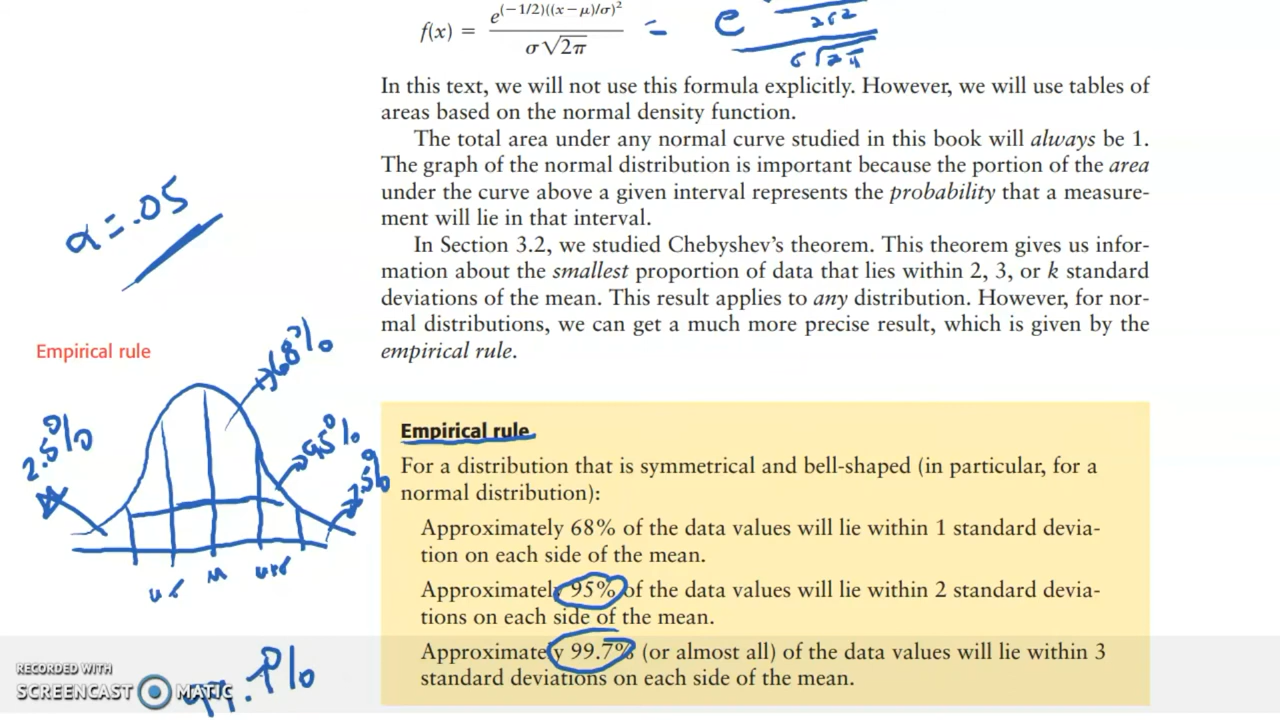 f(x) = e^(−1/2)((x−μ)/σ)² / σ√2π = e / 2σ² / σ√2π
In this text, we will not use this formula explicitly. However, we will use tables of
areas based on the normal density function.
The total area under any normal curve studied in this book will always be 1.
The graph of the normal distribution is important because the portion of the area
under the curve above a given interval represents the probability that a measure-
ment will lie in that interval.
α = .05
In Section 3.2, we studied Chebyshev's theorem. This theorem gives us infor-
mation about the smallest proportion of data that lies within 2, 3, or k standard
deviations of the mean. This result applies to any distribution. However, for nor-
mal distributions, we can get a much more precise result, which is given by the
empirical rule.
Empirical rule
68%
2.5%
95%
2.5%
μ
Empirical rule
For a distribution that is symmetrical and bell-shaped (in particular, for a
normal distribution):
Approximately 68% of the data values will lie within 1 standard devia-
tion on each side of the mean.
Approximately 95% of the data values will lie within 2 standard devia-
tions on each side of the mean.
Approximately 99.7% (or almost all) of the data values will lie within 3
standard deviations on each side of the mean.
RECORDED WITH
SCREENCAST MATIC